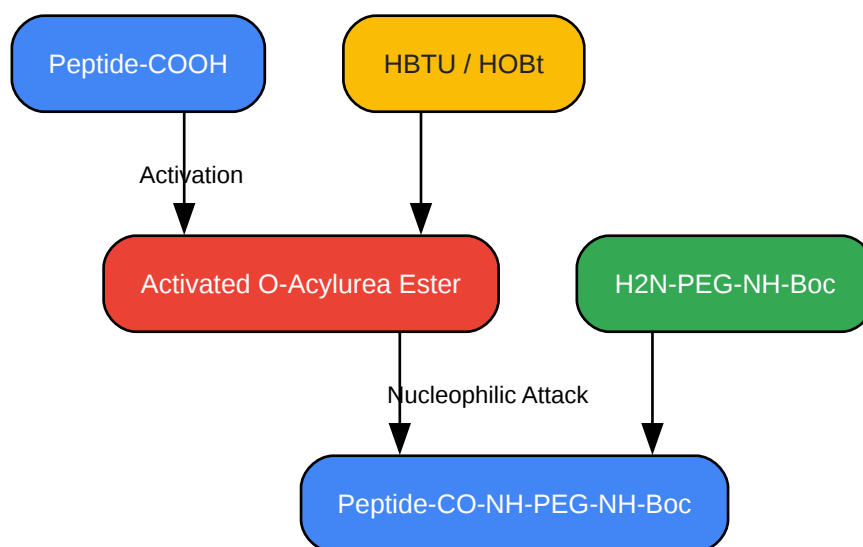 Peptide-COOH
HBTU / HOBt
Activation
Activated O-Acylurea Ester
H2N-PEG-NH-Boc
Nucleophilic Attack
Peptide-CO-NH-PEG-NH-Boc